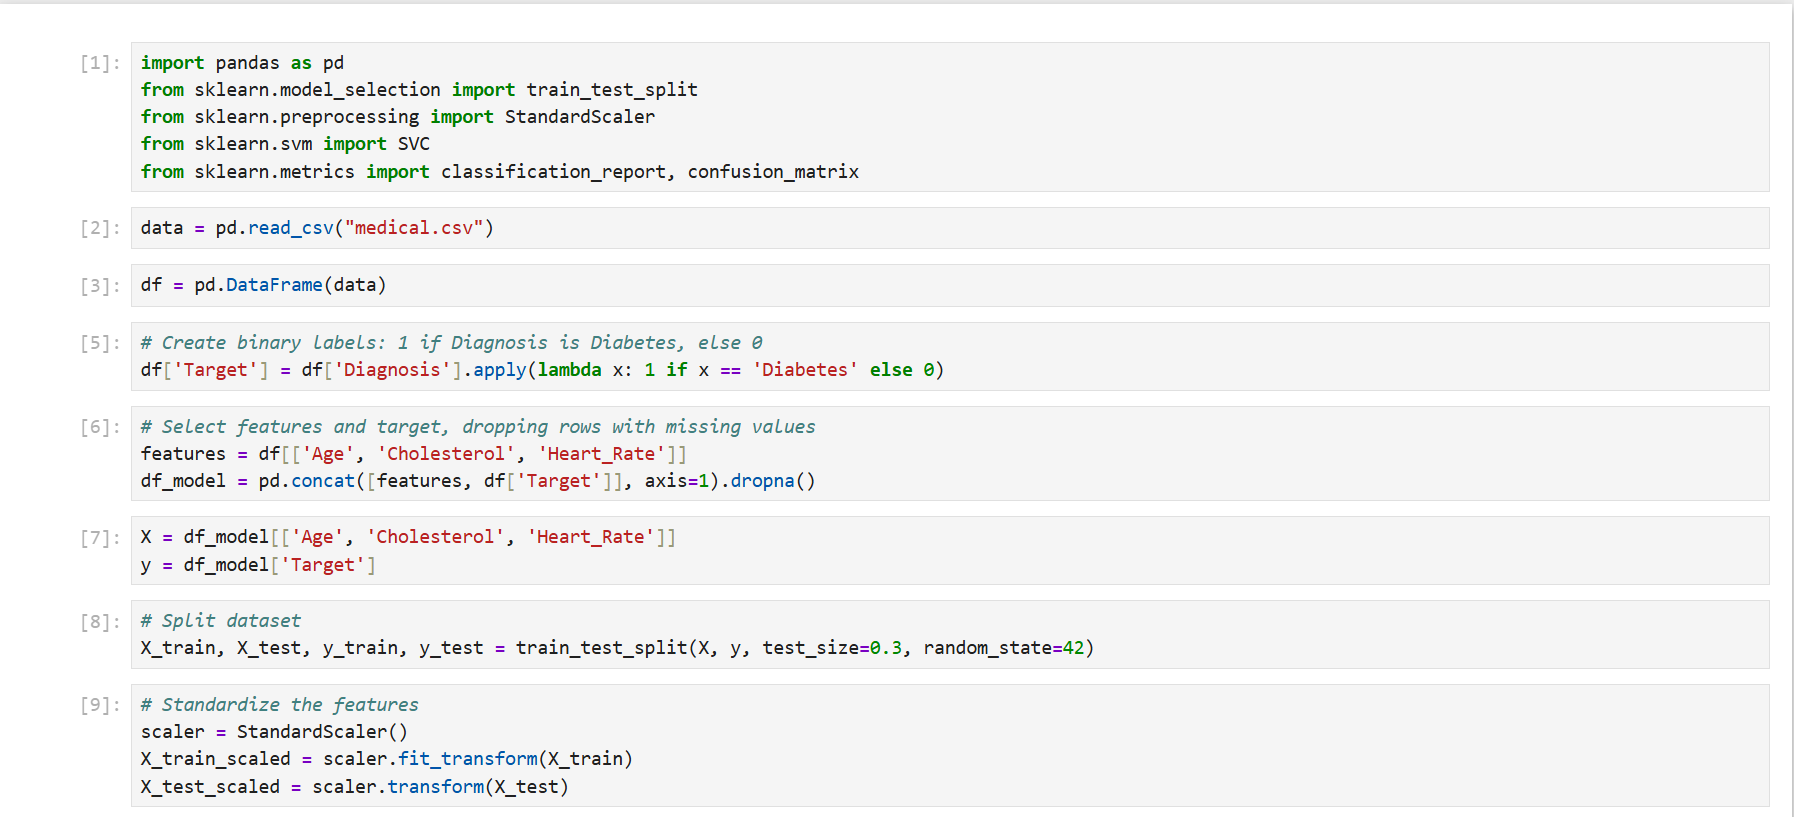 [1]: import pandas as pd
from sklearn.model_selection import train_test_split
from sklearn.preprocessing import StandardScaler
from sklearn.svm import SVC
from sklearn.metrics import classification_report, confusion_matrix
[2]: data = pd.read_csv("medical.csv")
[3]: df = pd.DataFrame(data)
[5]: # Create binary labels: 1 if Diagnosis is Diabetes, else 0
df['Target'] = df['Diagnosis'].apply(lambda x: 1 if x == 'Diabetes' else 0)
[6]: # Select features and target, dropping rows with missing values
features = df[['Age', 'Cholesterol', 'Heart_Rate']]
df_model = pd.concat([features, df['Target']], axis=1).dropna()
[7]: X = df_model[['Age', 'Cholesterol', 'Heart_Rate']]
y = df_model['Target']
[8]: # Split dataset
X_train, X_test, y_train, y_test = train_test_split(X, y, test_size=0.3, random_state=42)
[9]: # Standardize the features
scaler = StandardScaler()
X_train_scaled = scaler.fit_transform(X_train)
X_test_scaled = scaler.transform(X_test)